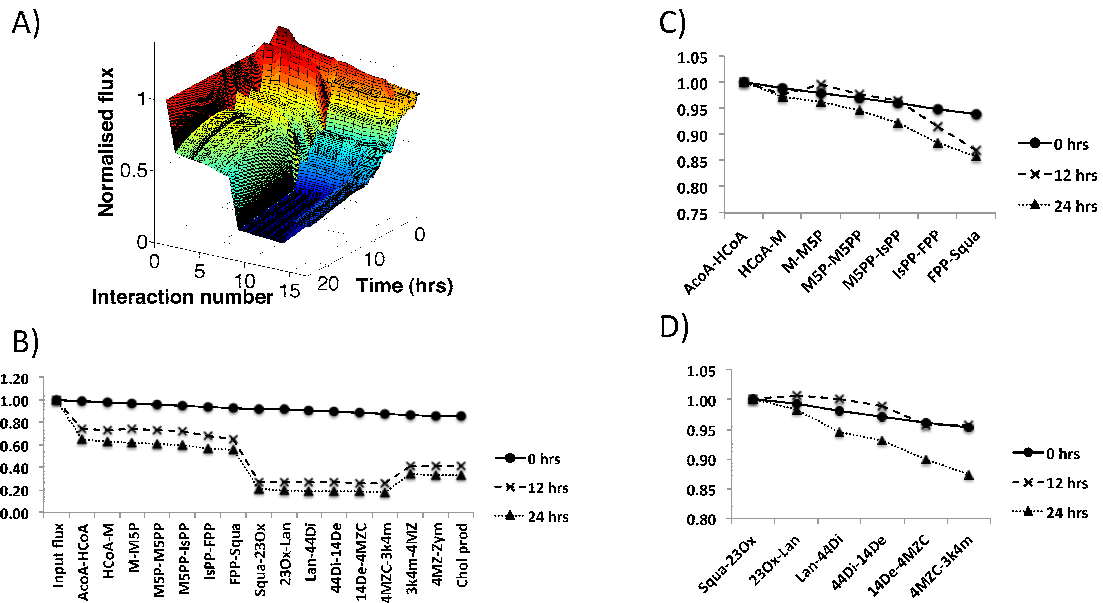 A)
Normalised flux
1
0.5
0
0
5
10
15
Interaction number
20
10
0
Time (hrs)
B)
1.20
1.00
0.80
0.60
0.40
0.20
0.00
Input flux
AcoA-HCoA
HCoA-M
M-M5P
M5P-M5PP
M5PP-IsPP
IsPP-FPP
FPP-Squa
Squa-23Ox
23Ox-Lan
Lan-44Di
44Di-14De
14De-4MZC
4MZC-3k4m
3k4m-4MZ
4MZ-Zym
Chol prod
0 hrs
12 hrs
24 hrs
C)
1.05
1.00
0.95
0.90
0.85
0.80
0.75
AcoA-HCoA
HCoA-M
M-M5P
M5P-M5PP
M5PP-IsPP
IsPP-FPP
FPP-Squa
0 hrs
12 hrs
24 hrs
D)
1.05
1.00
0.95
0.90
0.85
0.80
Squa-23Ox
23Ox-Lan
Lan-44Di
44Di-14De
14De-4MZC
4MZC-3k4m
0 hrs
12 hrs
24 hrs